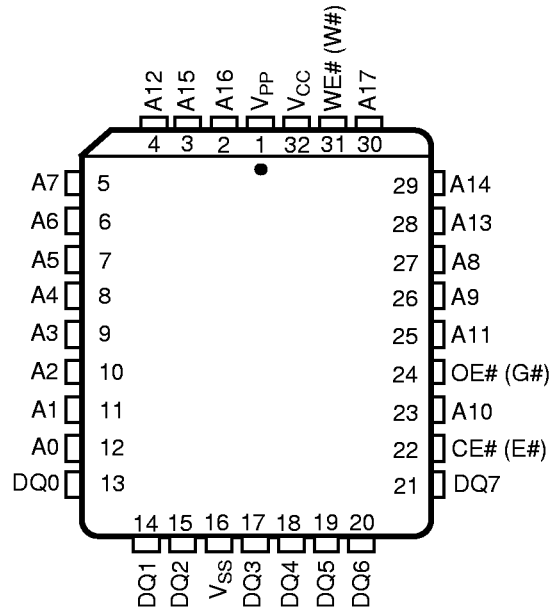 A12 A15 A16 VPP VCC WE# (W#) A17
4 3 2 1 32 31 30
A7 5 29 A14
A6 6 28 A13
A5 7 27 A8
A4 8 26 A9
A3 9 25 A11
A2 10 24 OE# (G#)
A1 11 23 A10
A0 12 22 CE# (E#)
DQ0 13 21 DQ7
14 15 16 17 18 19 20
DQ1 DQ2 VSS DQ3 DQ4 DQ5 DQ6